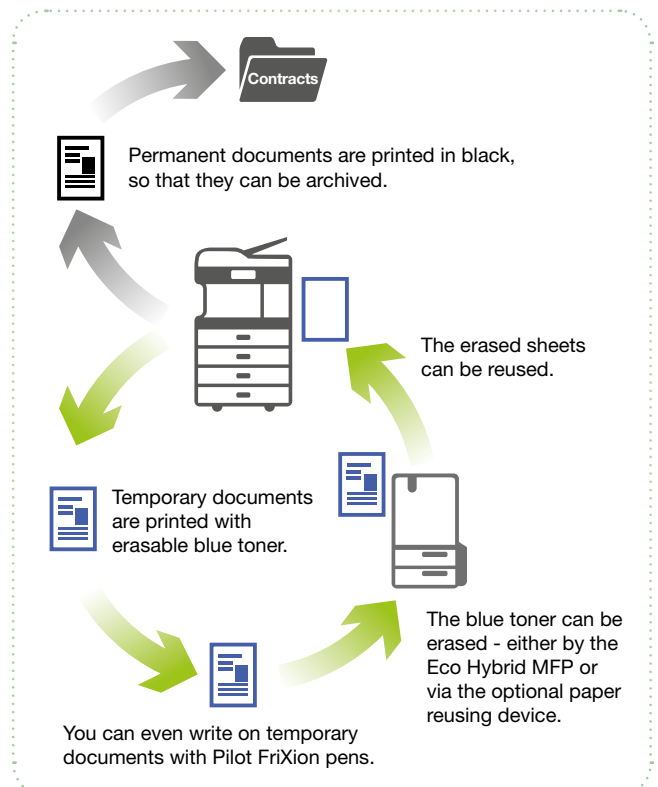 Contracts
Permanent documents are printed in black,
so that they can be archived.
The erased sheets
can be reused.
Temporary documents
are printed with
erasable blue toner.
The blue toner can be
erased - either by the
Eco Hybrid MFP or
via the optional paper
reusing device.
You can even write on temporary
documents with Pilot FriXion pens.